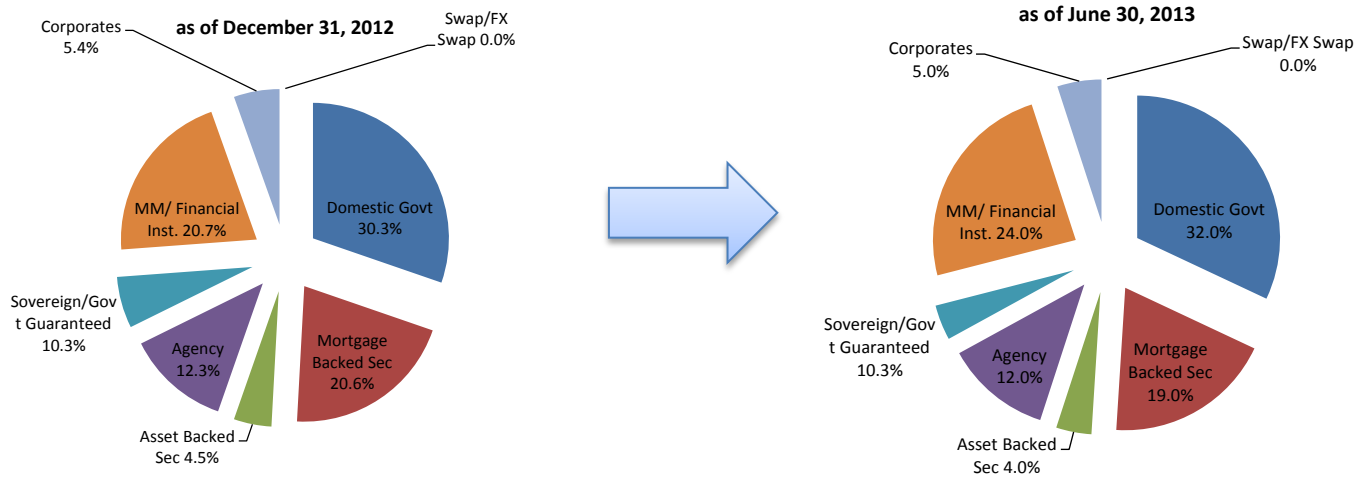 as of December 31, 2012
Corporates
5.4%
Swap/FX
Swap 0.0%
MM/ Financial
Inst. 20.7%
Domestic Govt
30.3%
Sovereign/Gov
t Guaranteed
10.3%
Agency
12.3%
Mortgage
Backed Sec
20.6%
Asset Backed
Sec 4.5%
as of June 30, 2013
Corporates
5.0%
Swap/FX Swap
0.0%
MM/ Financial
Inst. 24.0%
Domestic Govt
32.0%
Sovereign/Gov
t Guaranteed
10.3%
Agency
12.0%
Mortgage
Backed Sec
19.0%
Asset Backed
Sec 4.0%